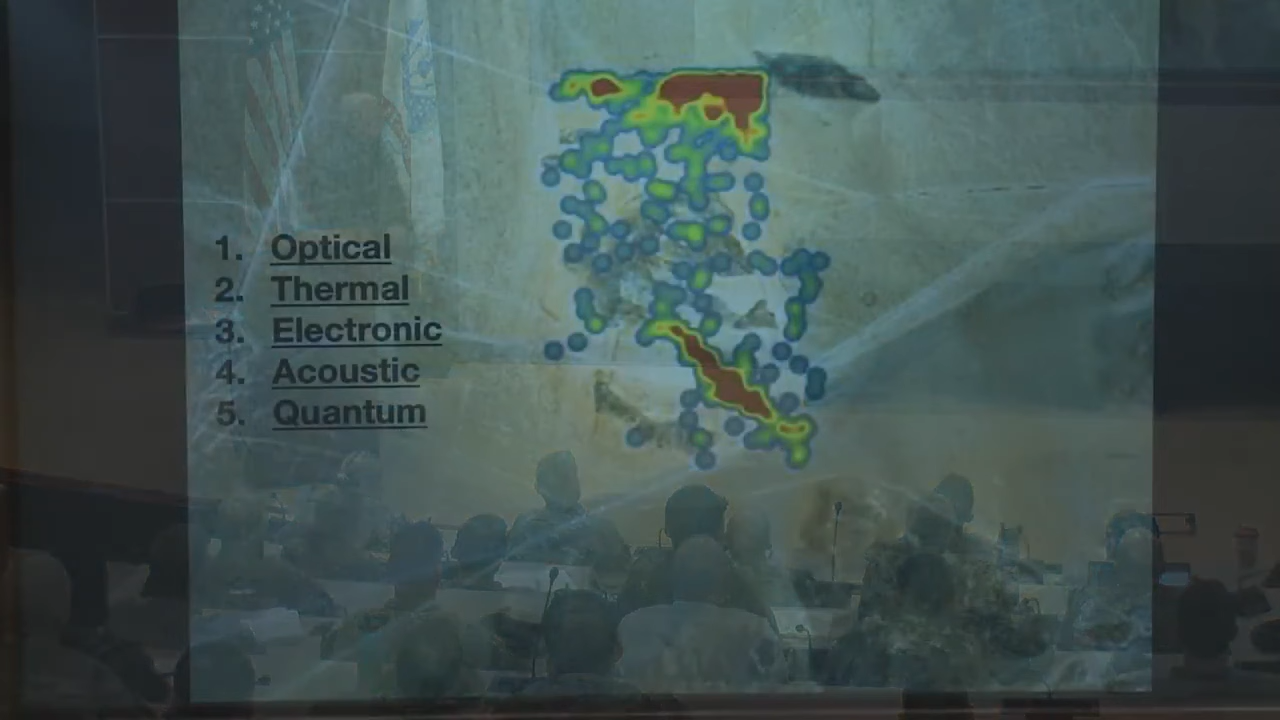 1. Optical
2. Thermal
3. Electronic
4. Acoustic
5. Quantum